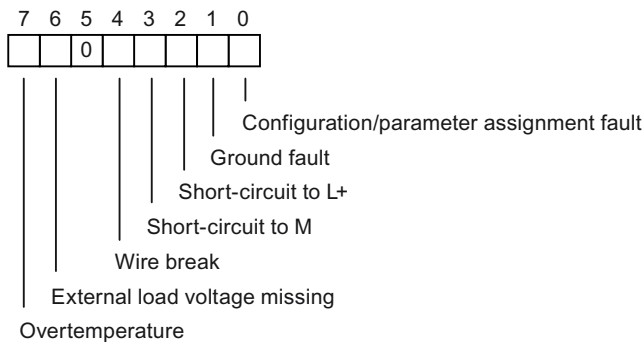 7 6 5 4 3 2 1 0
0
Configuration/parameter assignment fault
Ground fault
Short-circuit to L+
Short-circuit to M
Wire break
External load voltage missing
Overtemperature